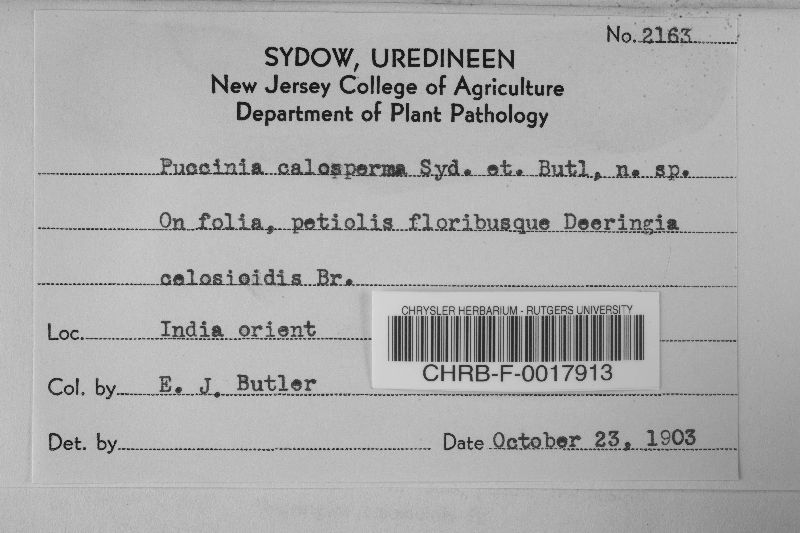 No. 2163
SYDOW, UREDINEEN
New Jersey College of Agriculture
Department of Plant Pathology
Puccinia calosperma Syd. et. Butl, n. sp.
On folia, petiolis floribusque Deeringia
celosioidis Br.
Loc. India orient
CHRYSLER HERBARIUM - RUTGERS UNIVERSITY
CHRB-F-0017913
Col. by E. J. Butler
Det. by
Date October 23, 1903